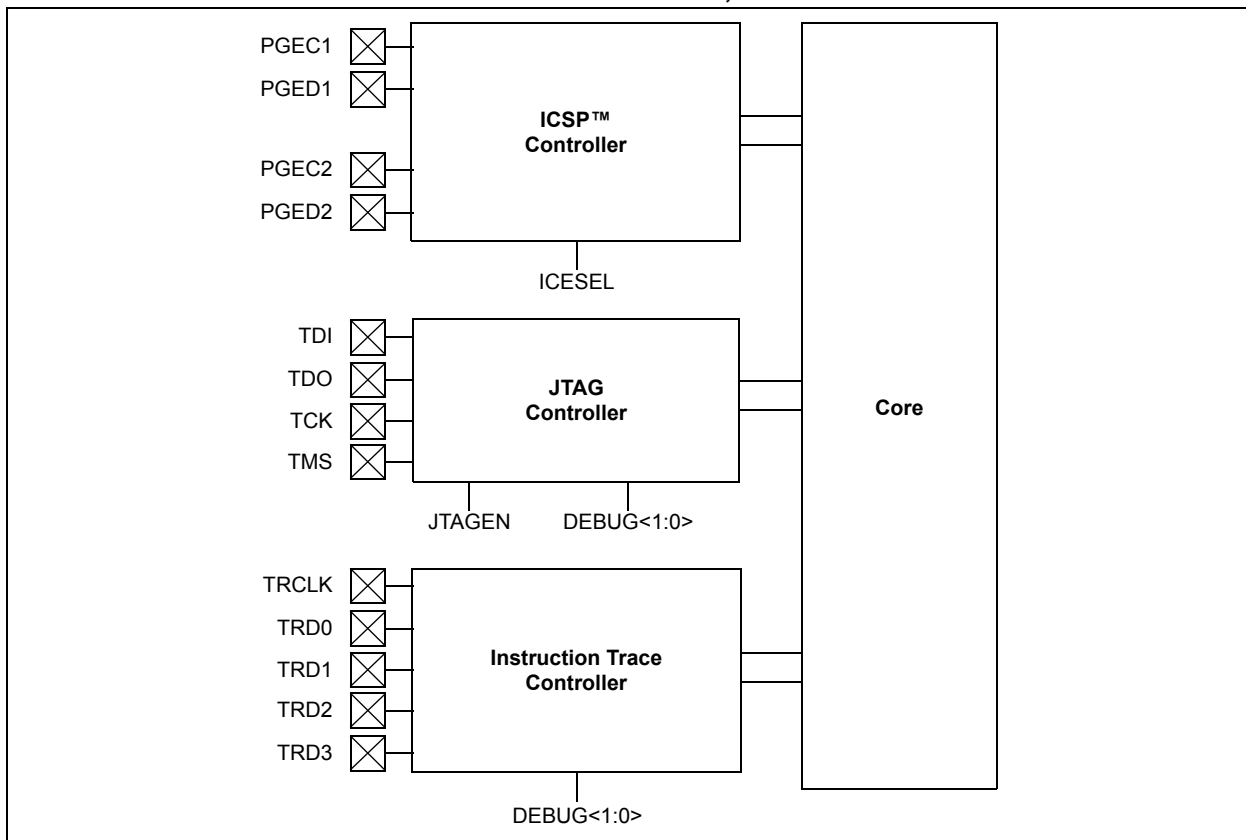 PGEC1
PGED1
PGEC2
PGED2
ICSP™
Controller
ICESEL
TDI
TDO
TCK
TMS
JTAG
Controller
JTAGEN
DEBUG<1:0>
Core
TRCLK
TRD0
TRD1
TRD2
TRD3
Instruction Trace
Controller
DEBUG<1:0>